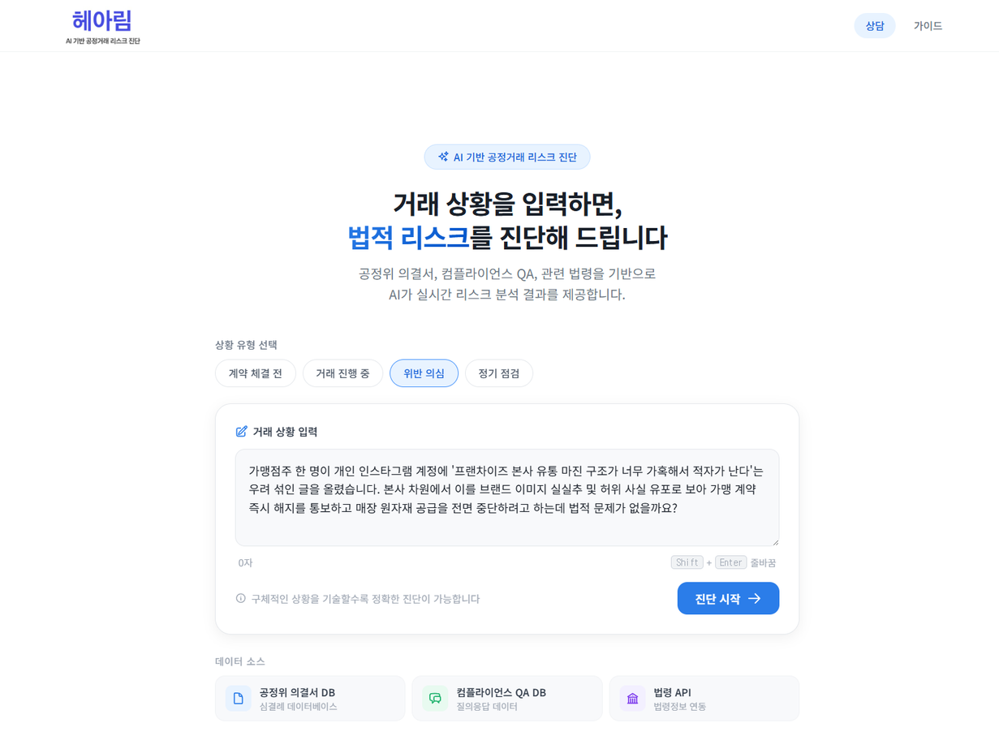 헤아림
AI 기반 공정거래 리스크 진단
상담
가이드
AI 기반 공정거래 리스크 진단
거래 상황을 입력하면,
법적 리스크를 진단해 드립니다
공정위 의결서, 컴플라이언스 QA, 관련 법령을 기반으로
AI가 실시간 리스크 분석 결과를 제공합니다.
상황 유형 선택
계약 체결 전
거래 진행 중
위반 의심
정기 점검
거래 상황 입력
가맹점주 한 명이 개인 인스타그램 계정에 '프랜차이즈 본사 유통 마진 구조가 너무 가혹해서 적자가 난다'는
우려 섞인 글을 올렸습니다. 본사 차원에서 이를 브랜드 이미지 실실추 및 허위 사실 유포로 보아 가맹 계약
즉시 해지를 통보하고 매장 원자재 공급을 전면 중단하려고 하는데 법적 문제가 없을까요?
0자
Shift + Enter 줄바꿈
구체적인 상황을 기술할수록 정확한 진단이 가능합니다
진단 시작
데이터 소스
공정위 의결서 DB
심결례 데이터베이스
컴플라이언스 QA DB
질의응답 데이터
법령 API
법령정보 연동